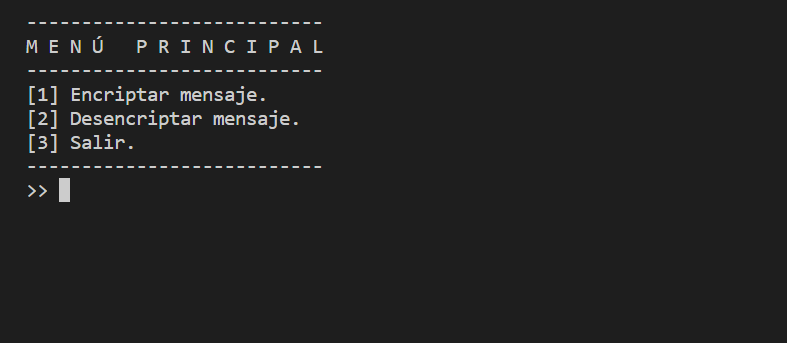 ---------------------------
M E N Ú   P R I N C I P A L
---------------------------
[1] Encriptar mensaje.
[2] Desencriptar mensaje.
[3] Salir.
---------------------------
>>